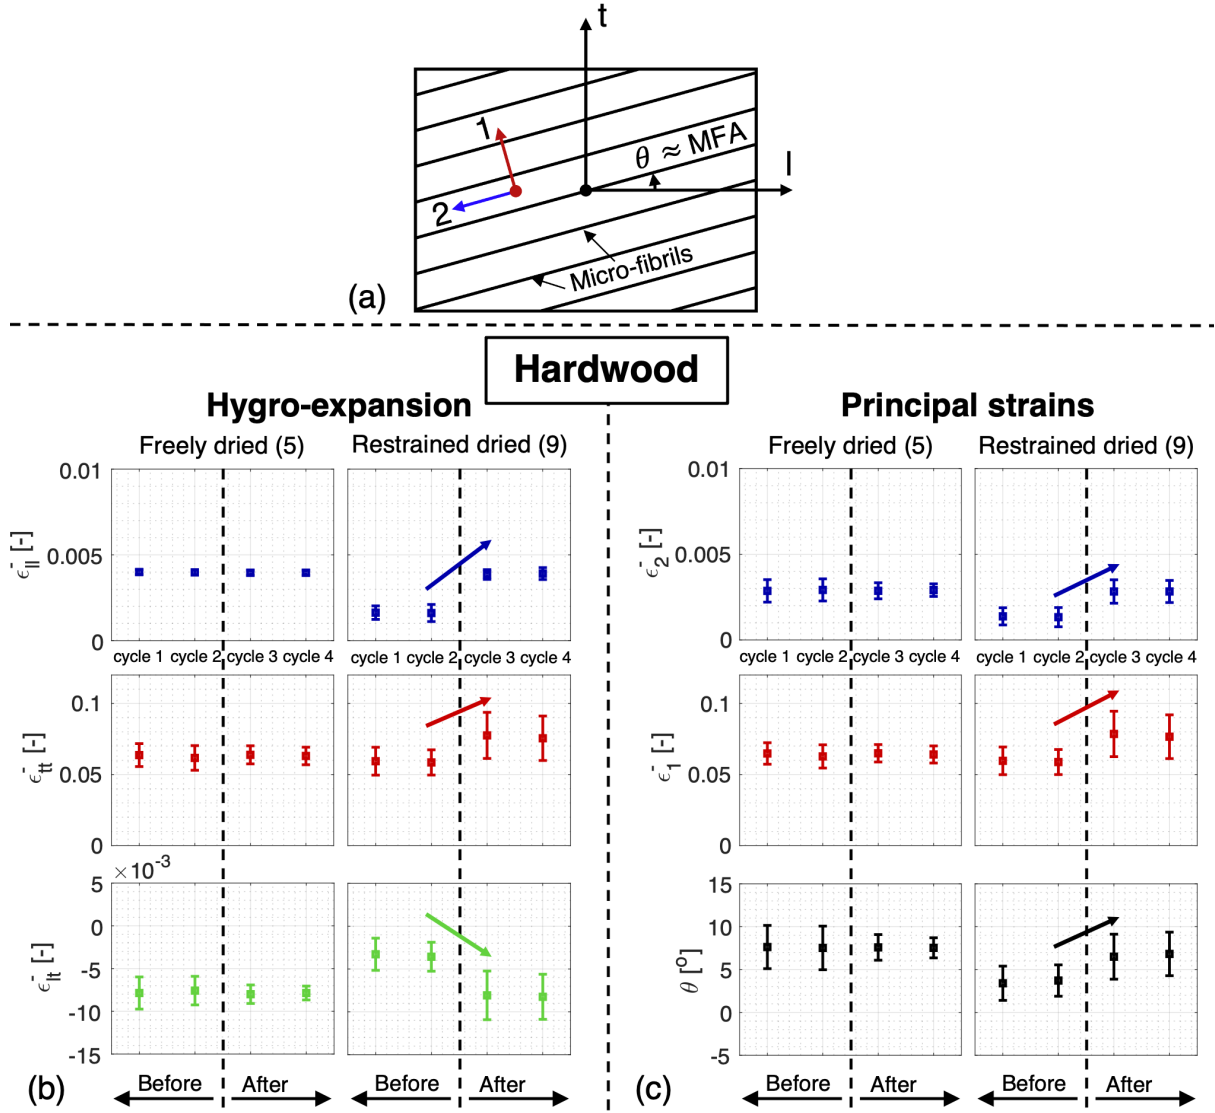 t
1
θ ≈ MFA
l
2
Micro-fibrils
(a)
Hardwood
Hygro-expansion
Principal strains
Freely dried (5)
Restrained dried (9)
Freely dried (5)
Restrained dried (9)
0.01
0.005
0
ϵ⁻ll [-]
cycle 1 cycle 2 cycle 3 cycle 4
cycle 1 cycle 2 cycle 3 cycle 4
0.01
0.005
0
ϵ⁻2 [-]
cycle 1 cycle 2 cycle 3 cycle 4
cycle 1 cycle 2 cycle 3 cycle 4
0.1
0.05
0
ϵ⁻tt [-]
0.1
0.05
0
ϵ⁻1 [-]
×10⁻³
5
0
-5
-10
-15
ϵ⁻lt [-]
15
10
5
0
-5
θ [º]
(b)
Before
After
Before
After
(c)
Before
After
Before
After